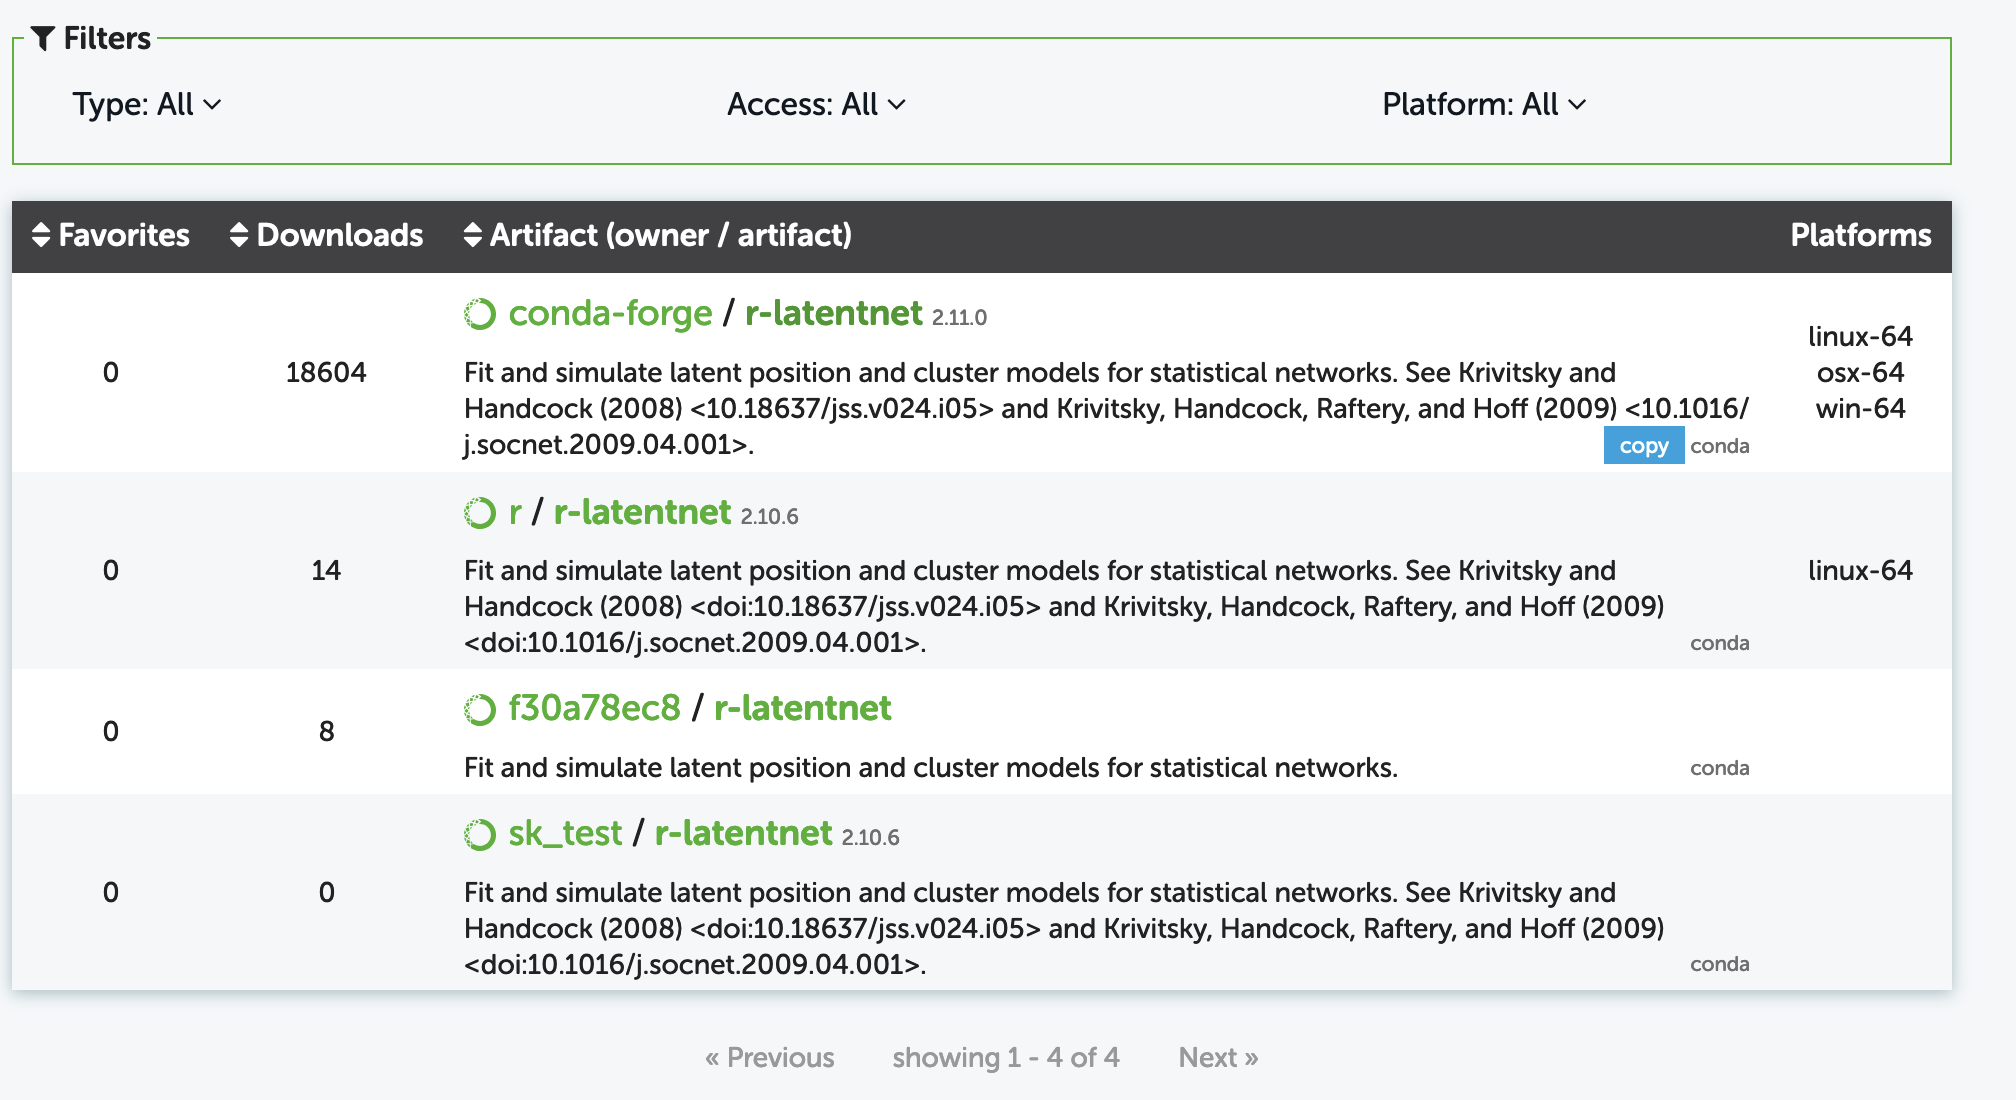 Filters
Type: All
Access: All
Platform: All
Favorites
Downloads
Artifact (owner / artifact)
Platforms
0
18604
conda-forge / r-latentnet 2.11.0
Fit and simulate latent position and cluster models for statistical networks. See Krivitsky and
Handcock (2008) <10.18637/jss.v024.i05> and Krivitsky, Handcock, Raftery, and Hoff (2009) <10.1016/
j.socnet.2009.04.001>.
copy
conda
linux-64
osx-64
win-64
0
14
r / r-latentnet 2.10.6
Fit and simulate latent position and cluster models for statistical networks. See Krivitsky and
Handcock (2008) <doi:10.18637/jss.v024.i05> and Krivitsky, Handcock, Raftery, and Hoff (2009)
<doi:10.1016/j.socnet.2009.04.001>.
conda
linux-64
0
8
f30a78ec8 / r-latentnet
Fit and simulate latent position and cluster models for statistical networks.
conda
0
0
sk_test / r-latentnet 2.10.6
Fit and simulate latent position and cluster models for statistical networks. See Krivitsky and
Handcock (2008) <doi:10.18637/jss.v024.i05> and Krivitsky, Handcock, Raftery, and Hoff (2009)
<doi:10.1016/j.socnet.2009.04.001>.
conda
« Previous
showing 1 - 4 of 4
Next »